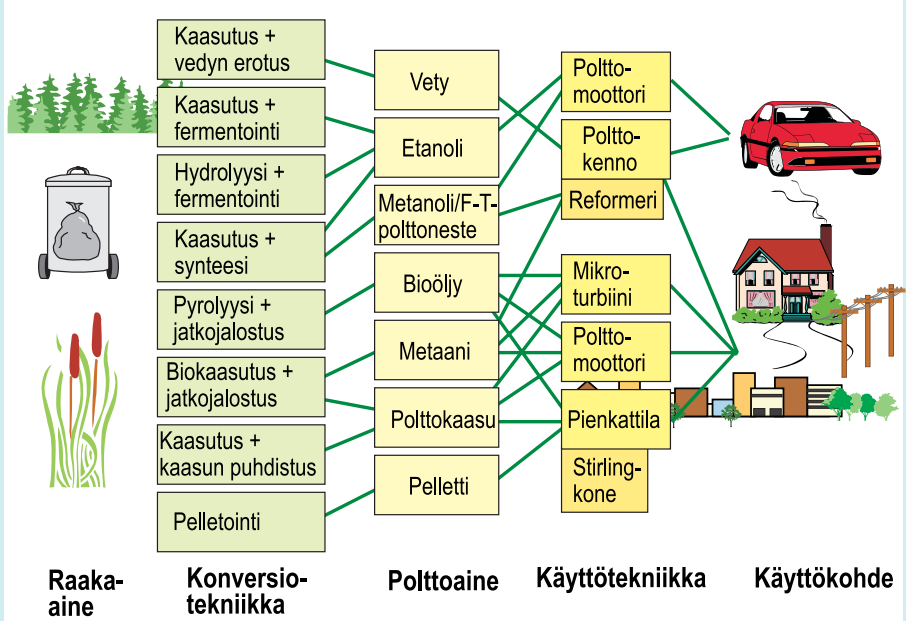 Kaasutus +
vedyn erotus
Kaasutus +
fermentointi
Hydrolyysi +
fermentointi
Kaasutus +
synteesi
Pyrolyysi +
jatkojalostus
Biokaasutus +
jatkojalostus
Kaasutus +
kaasun puhdistus
Pelletointi
Vety
Etanoli
Metanoli/F-T-
polttoneste
Bioöljy
Metaani
Polttokaasu
Pelletti
Poltto-
moottori
Poltto-
kenno
Reformeri
Mikro-
turbiini
Poltto-
moottori
Pienkattila
Stirling-
kone
Raaka-
aine
Konversio-
tekniikka
Polttoaine
Käyttötekniikka
Käyttökohde